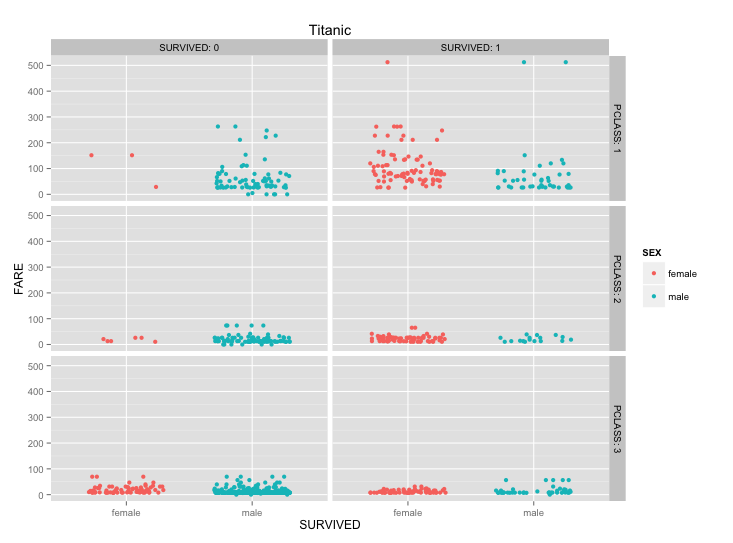 Titanic
SURVIVED: 0
SURVIVED: 1
500
400
300
200
100
0
PCLASS: 1
500
400
300
200
100
0
PCLASS: 2
500
400
300
200
100
0
PCLASS: 3
FARE
female
male
female
male
SURVIVED
SEX
female
male